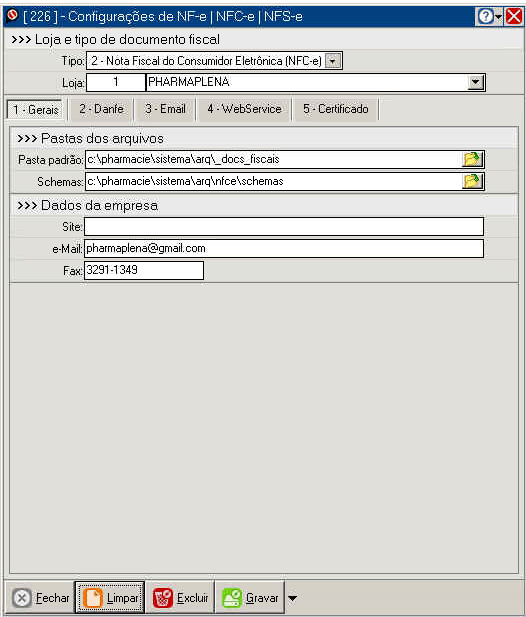 [ 226 ] - Configurações de NF-e | NFC-e | NFS-e
>>> Loja e tipo de documento fiscal
Tipo: 2 - Nota Fiscal do Consumidor Eletrônica (NFC-e)
Loja: 1 PHARMAPLENA
1 - Gerais 2 - Danfe 3 - Email 4 - WebService 5 - Certificado
>>> Pastas dos arquivos
Pasta padrão: c:\pharmacie\sistema\arq\_docs_fiscais
Schemas: c:\pharmacie\sistema\arq\nfce\schemas
>>> Dados da empresa
Site:
e-Mail: pharmaplena@gmail.com
Fax: 3291-1349
Fechar Limpar Excluir Gravar